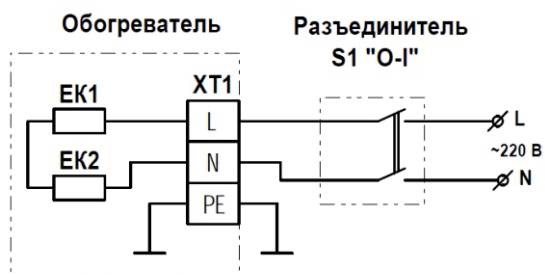 Обогреватель
Разъединитель
S1 "O-I"
XT1
EK1
L
L
~220 В
EK2
N
N
PE